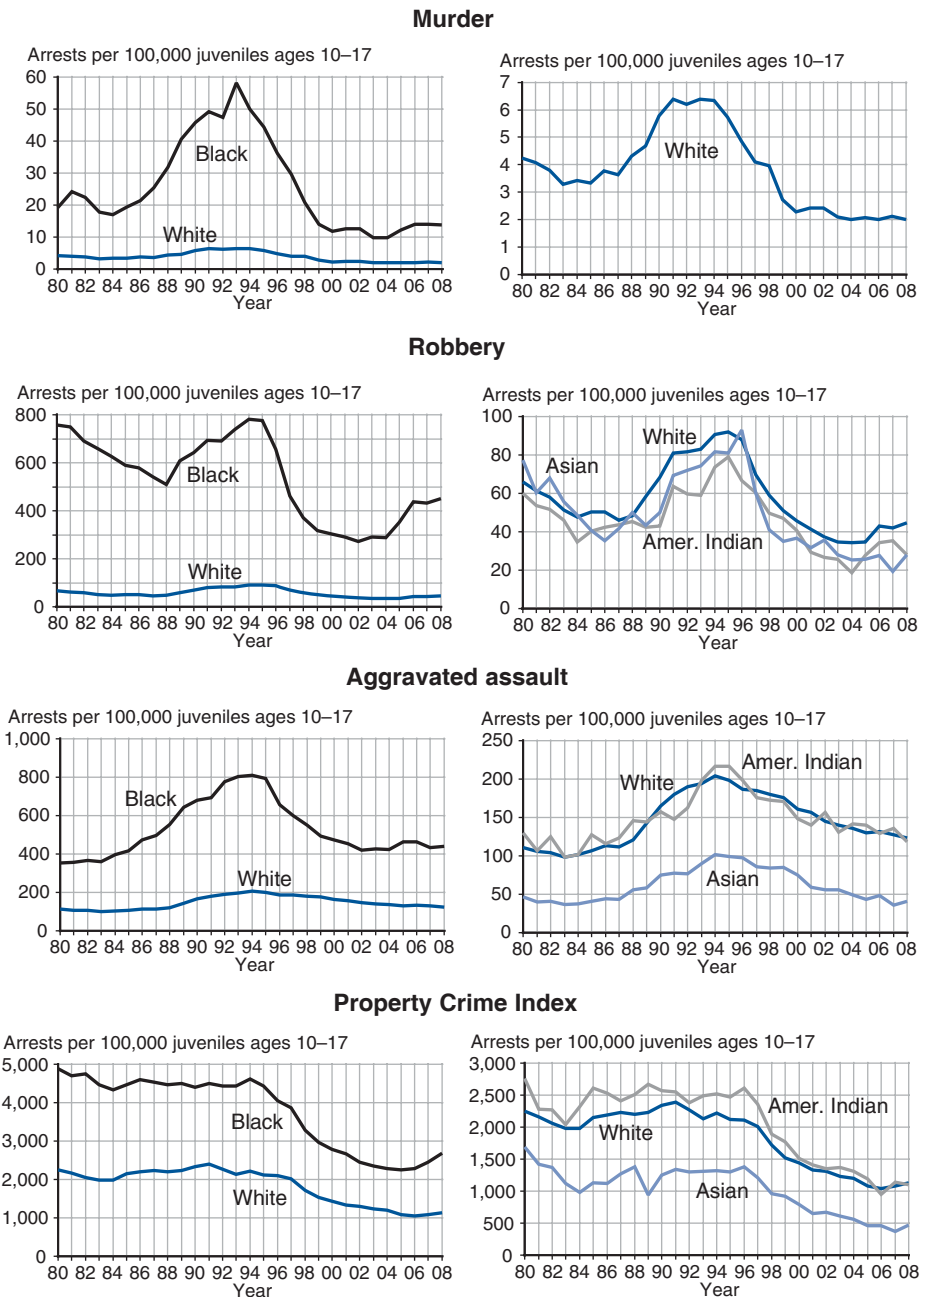 Murder
Arrests per 100,000 juveniles ages 10–17
60
50
40
30
20
10
0
Black
White
80 82 84 86 88 90 92 94 96 98 00 02 04 06 08
Year
Arrests per 100,000 juveniles ages 10–17
7
6
5
4
3
2
1
0
White
80 82 84 86 88 90 92 94 96 98 00 02 04 06 08
Year
Robbery
Arrests per 100,000 juveniles ages 10–17
800
600
400
200
0
Black
White
80 82 84 86 88 90 92 94 96 98 00 02 04 06 08
Year
Arrests per 100,000 juveniles ages 10–17
100
80
60
40
20
0
White
Asian
Amer. Indian
80 82 84 86 88 90 92 94 96 98 00 02 04 06 08
Year
Aggravated assault
Arrests per 100,000 juveniles ages 10–17
1,000
800
600
400
200
0
Black
White
80 82 84 86 88 90 92 94 96 98 00 02 04 06 08
Year
Arrests per 100,000 juveniles ages 10–17
250
200
150
100
50
0
Amer. Indian
White
Asian
80 82 84 86 88 90 92 94 96 98 00 02 04 06 08
Year
Property Crime Index
Arrests per 100,000 juveniles ages 10–17
5,000
4,000
3,000
2,000
1,000
0
Black
White
80 82 84 86 88 90 92 94 96 98 00 02 04 06 08
Year
Arrests per 100,000 juveniles ages 10–17
3,000
2,500
2,000
1,500
1,000
500
0
Amer. Indian
White
Asian
80 82 84 86 88 90 92 94 96 98 00 02 04 06 08
Year